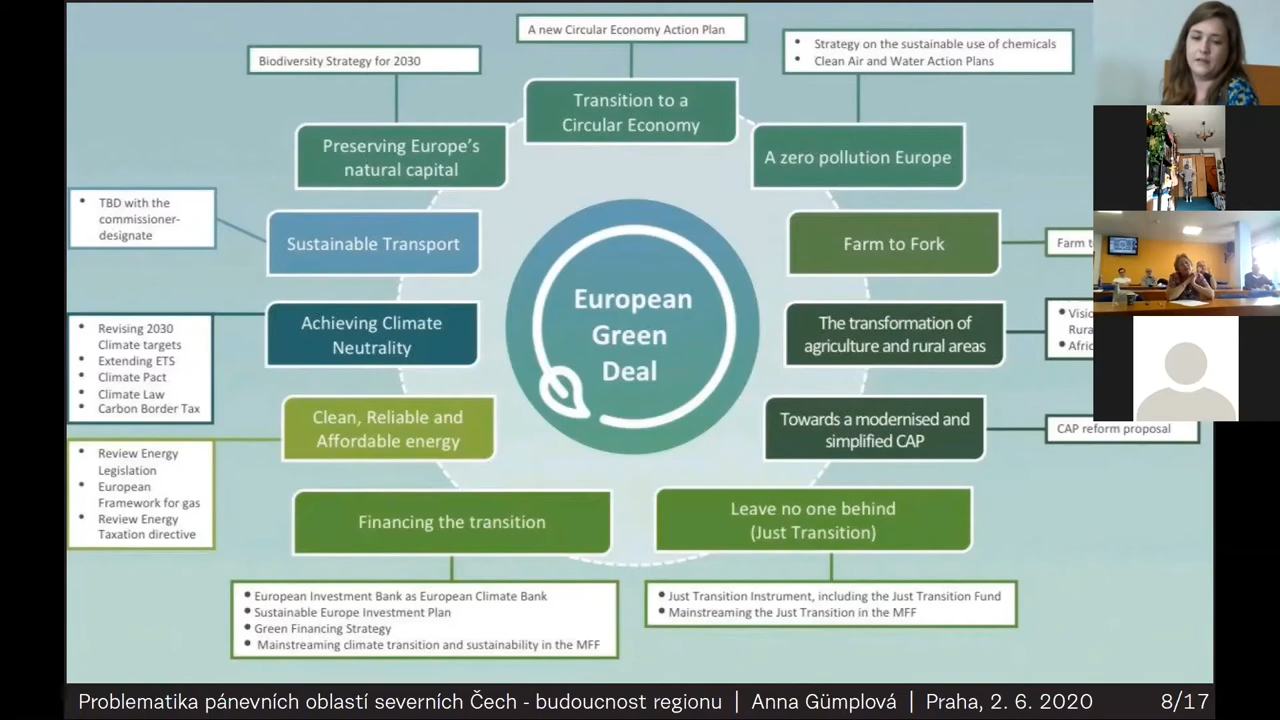 A new Circular Economy Action Plan
Biodiversity Strategy for 2030
• Strategy on the sustainable use of chemicals
• Clean Air and Water Action Plans
Transition to a
Circular Economy
Preserving Europe's
natural capital
A zero pollution Europe
• TBD with the
commissioner-
designate
Sustainable Transport
Farm to Fork
Farm
European
Green
Deal
• Revising 2030
Climate targets
• Extending ETS
• Climate Pact
• Climate Law
• Carbon Border Tax
Achieving Climate
Neutrality
The transformation of
agriculture and rural areas
Clean, Reliable and
Affordable energy
Towards a modernised and
simplified CAP
CAP reform proposal
• Review Energy
Legislation
• European
Framework for gas
• Review Energy
Taxation directive
Financing the transition
Leave no one behind
(Just Transition)
• European Investment Bank as European Climate Bank
• Sustainable Europe Investment Plan
• Green Financing Strategy
• Mainstreaming climate transition and sustainability in the MFF
• Just Transition Instrument, including the Just Transition Fund
• Mainstreaming the Just Transition in the MFF
Problematika pánevních oblastí severních Čech - budoucnost regionu | Anna Gümplová | Praha, 2. 6. 2020 8/17